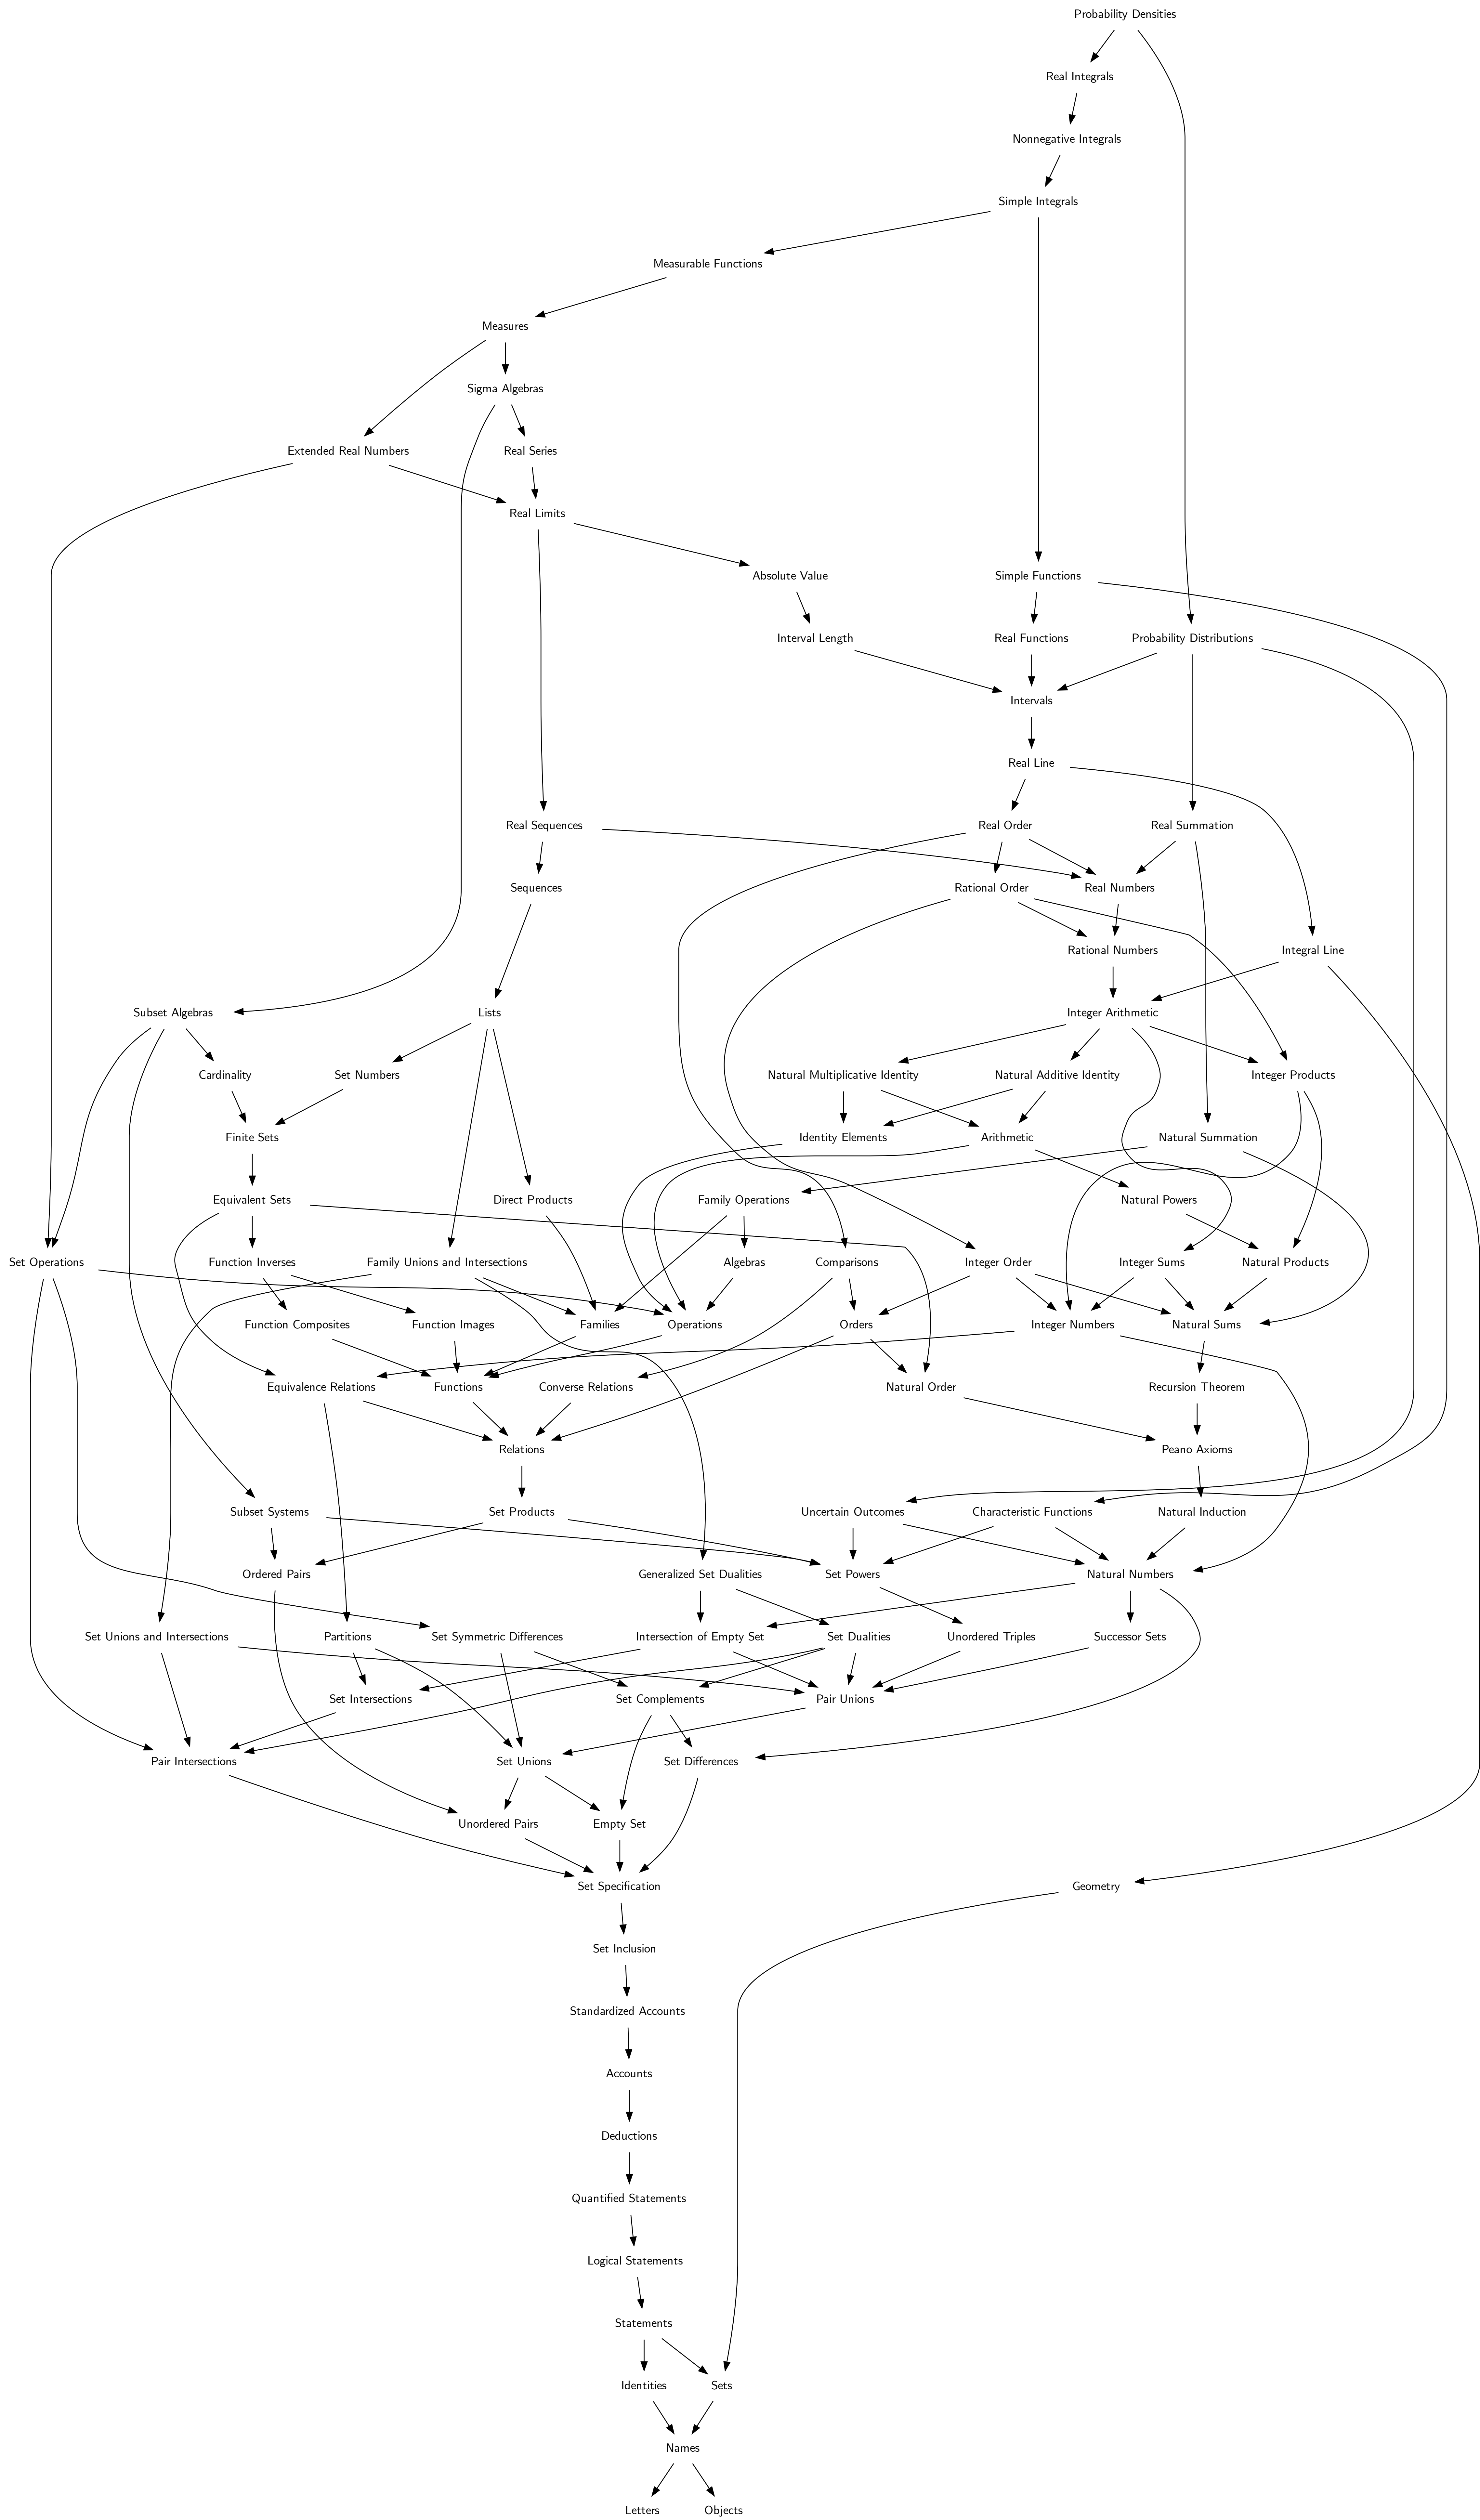 Probability Densities
Real Integrals
Nonnegative Integrals
Simple Integrals
Measurable Functions
Measures
Sigma Algebras
Extended Real Numbers
Real Series
Real Limits
Absolute Value
Simple Functions
Interval Length
Real Functions
Probability Distributions
Intervals
Real Line
Real Sequences
Real Order
Real Summation
Sequences
Rational Order
Real Numbers
Rational Numbers
Integral Line
Subset Algebras
Lists
Integer Arithmetic
Cardinality
Set Numbers
Natural Multiplicative Identity
Natural Additive Identity
Integer Products
Finite Sets
Identity Elements
Arithmetic
Natural Summation
Equivalent Sets
Direct Products
Family Operations
Natural Powers
Set Operations
Function Inverses
Family Unions and Intersections
Algebras
Comparisons
Integer Order
Integer Sums
Natural Products
Function Composites
Function Images
Families
Operations
Orders
Integer Numbers
Natural Sums
Equivalence Relations
Functions
Converse Relations
Natural Order
Recursion Theorem
Relations
Peano Axioms
Subset Systems
Set Products
Uncertain Outcomes
Characteristic Functions
Natural Induction
Ordered Pairs
Generalized Set Dualities
Set Powers
Natural Numbers
Set Unions and Intersections
Partitions
Set Symmetric Differences
Intersection of Empty Set
Set Dualities
Unordered Triples
Successor Sets
Set Intersections
Set Complements
Pair Unions
Pair Intersections
Set Unions
Set Differences
Unordered Pairs
Empty Set
Set Specification
Geometry
Set Inclusion
Standardized Accounts
Accounts
Deductions
Quantified Statements
Logical Statements
Statements
Identities
Sets
Names
Letters
Objects